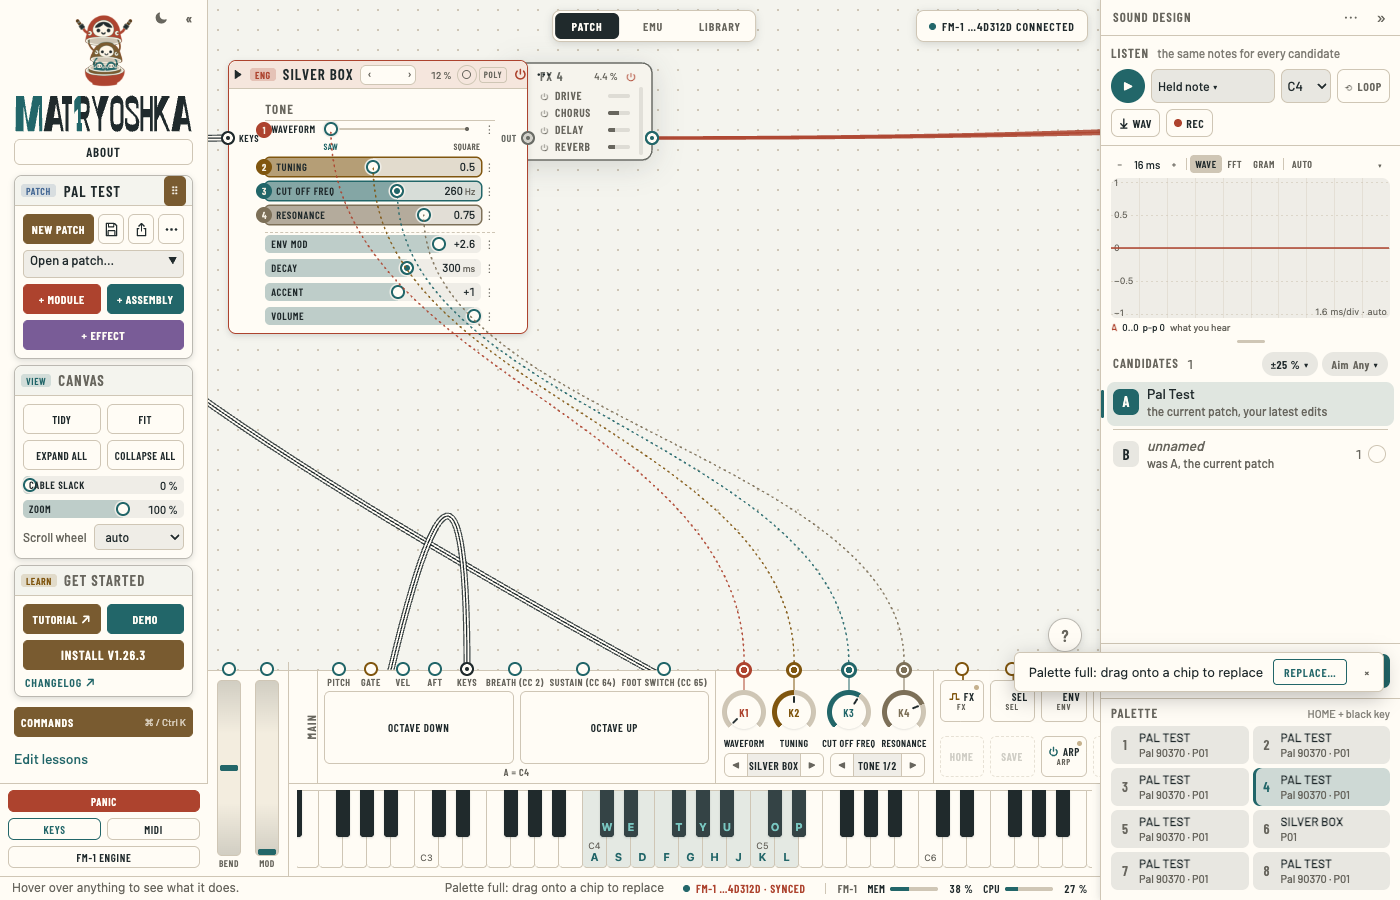 MATRYOSHKA
ABOUT
PATCH PAL TEST
NEW PATCH
Open a patch...
+ MODULE
+ ASSEMBLY
+ EFFECT
VIEW CANVAS
TIDY
FIT
EXPAND ALL
COLLAPSE ALL
CABLE SLACK 0 %
ZOOM 100 %
Scroll wheel auto
LEARN GET STARTED
TUTORIAL ↗
DEMO
INSTALL V1.26.3
CHANGELOG ↗
COMMANDS ⌘ / Ctrl K
Edit lessons
PANIC
KEYS
MIDI
FM-1 ENGINE
PATCH
EMU
LIBRARY
FM-1 ...4D312D CONNECTED
ENG SILVER BOX ‹ › 12 % POLY
TONE
KEYS
OUT
1 WAVEFORM
SAW SQUARE
2 TUNING 0.5
3 CUT OFF FREQ 260 Hz
4 RESONANCE 0.75
ENV MOD +2.6
DECAY 300 ms
ACCENT +1
VOLUME
FX 4 4.4 %
DRIVE
CHORUS
DELAY
REVERB
?
PITCH GATE VEL AFT KEYS BREATH (CC 2) SUSTAIN (CC 64) FOOT SWITCH (CC 65)
MAIN
OCTAVE DOWN
OCTAVE UP
A = C4
K1 K2 K3 K4
WAVEFORM TUNING CUT OFF FREQ RESONANCE
◀ SILVER BOX ▶
◀ TONE 1/2 ▶
FX
FX
SEL
SEL
ENV
ENV
HOME
SAVE
ARP
ARP
BEND
MOD
W E T Y U O P
C3 C4 C5 C6
A S D F G H J K L
Hover over anything to see what it does.
Palette full: drag onto a chip to replace
FM-1 ...4D312D · SYNCED
FM-1 MEM 38 % CPU 27 %
SOUND DESIGN ··· »
LISTEN the same notes for every candidate
Held note
C4
LOOP
WAV
REC
− 16 ms + WAVE FFT GRAM AUTO
1
0.5
0
−0.5
−1
1.6 ms/div · auto
A 0..0 p-p 0 what you hear
CANDIDATES 1
±25 %
Aim Any
A Pal Test
the current patch, your latest edits
B unnamed 1
was A, the current patch
Palette full: drag onto a chip to replace
REPLACE...
×
PALETTE HOME + black key
1 PAL TEST
Pal 90370 · P01
2 PAL TEST
Pal 90370 · P01
3 PAL TEST
Pal 90370 · P01
4 PAL TEST
Pal 90370 · P01
5 PAL TEST
Pal 90370 · P01
6 SILVER BOX
P01
7 PAL TEST
Pal 90370 · P01
8 PAL TEST
Pal 90370 · P01